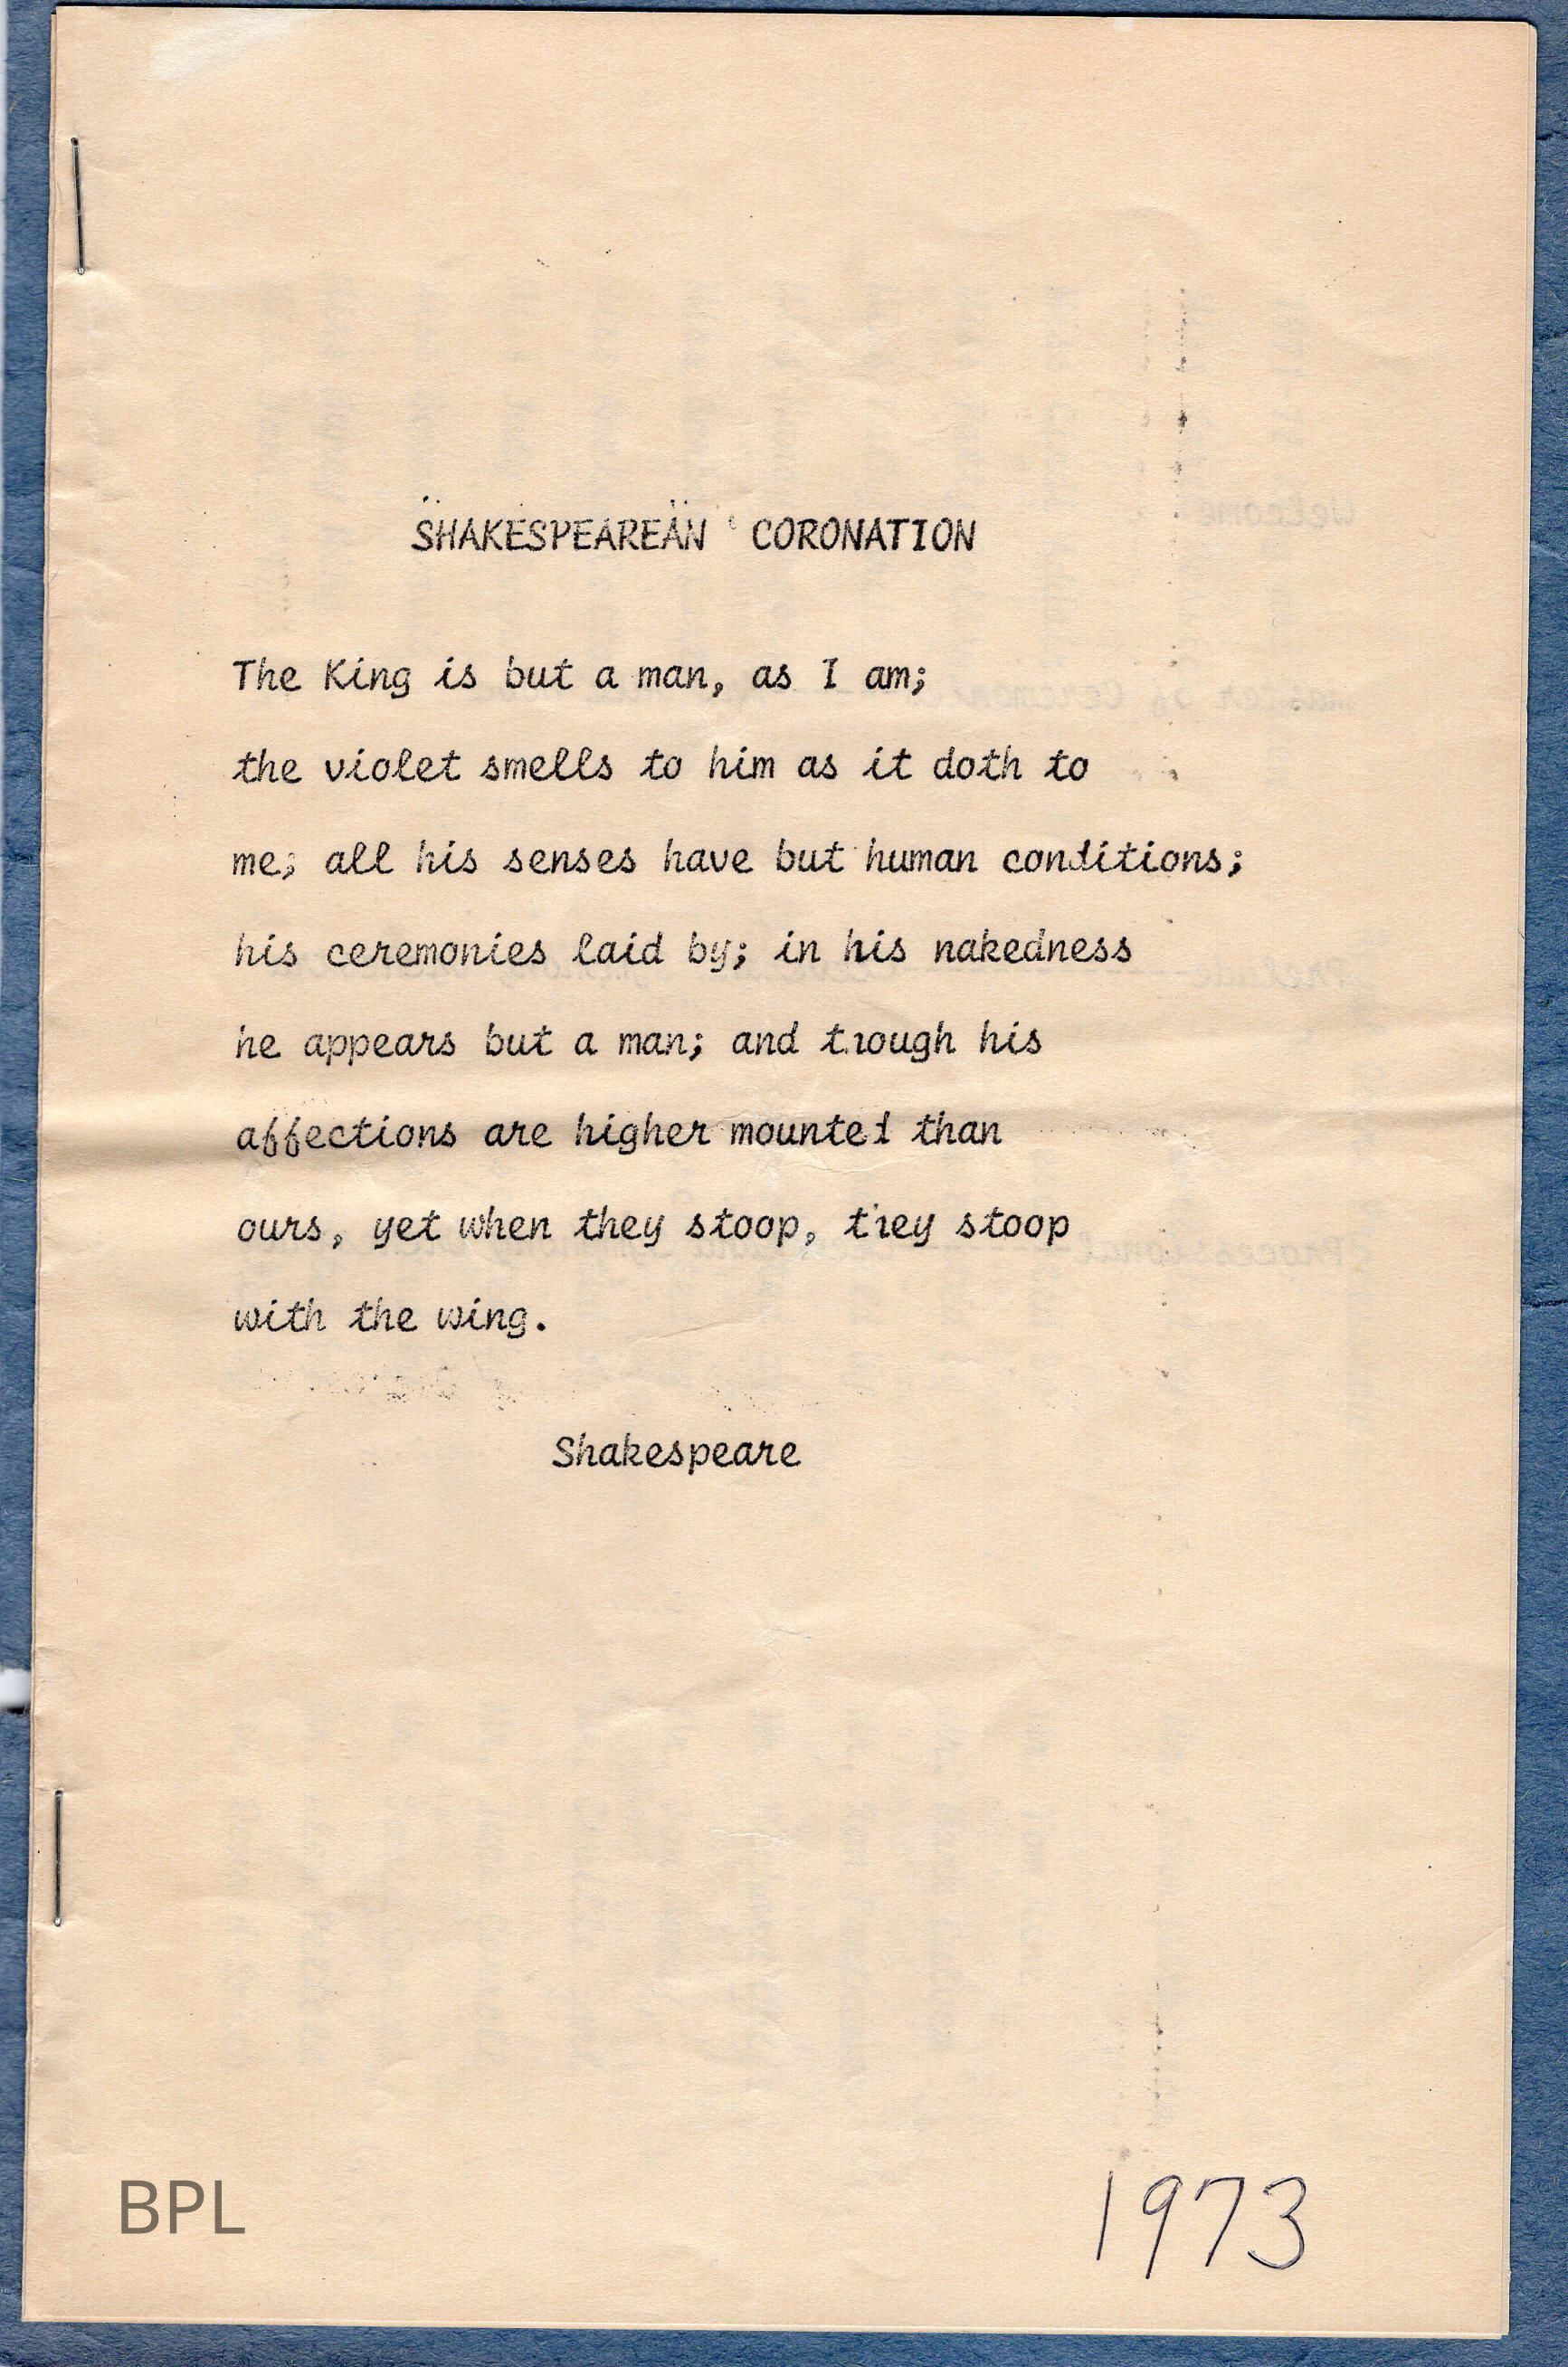 SHAKESPEAREAN CORONATION
The King is but a man, as I am;
the violet smells to him as it doth to
me; all his senses have but human conditions;
his ceremonies laid by; in his nakedness
he appears but a man; and though his
affections are higher mounted than
ours, yet when they stoop, they stoop
with the wing.
Shakespeare
BPL
1973